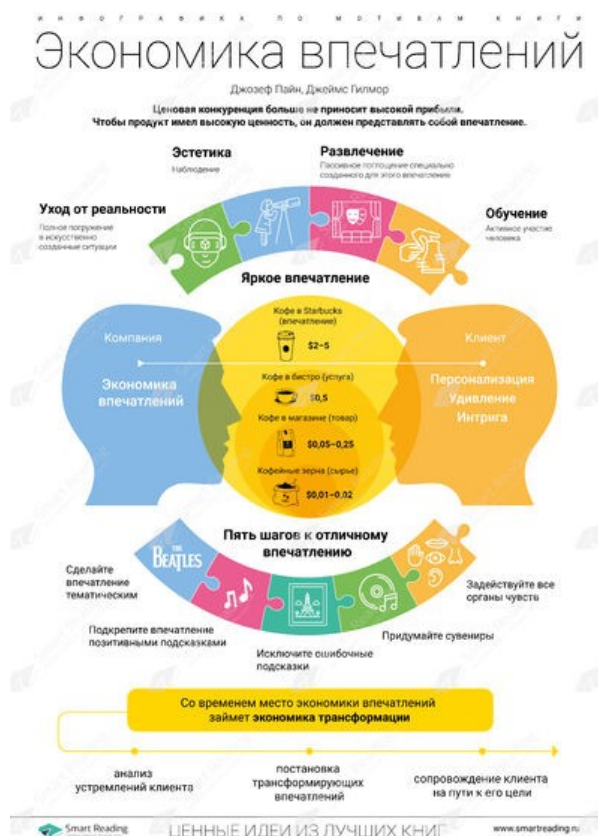 ИНФОГРАФИКА ПО МОТИВАМ КНИГИ
Экономика впечатлений
Джозеф Пайн, Джеймс Гилмор
Ценовая конкуренция больше не приносит высокой прибыли.
Чтобы продукт имел высокую ценность, он должен представлять собой впечатление.
Эстетика
Наблюдение
Развлечение
Пассивное поглощение специально
созданного для этого впечатления
Уход от реальности
Полное погружение
в искусственно
созданные ситуации
Обучение
Активное участие
человека
Яркое впечатление
Компания
Экономика
впечатлений
Кофе в Starbucks
(впечатление)
$2–5
Кофе в бистро (услуга)
$0,5
Кофе в магазине (товар)
$0,05–0,25
Кофейные зерна (сырье)
$0,01–0,02
Клиент
Персонализация
Удивление
Интрига
Пять шагов к отличному
впечатлению
THE
BEATLES
Сделайте
впечатление
тематическим
Подкрепите впечатление
позитивными подсказками
Исключите ошибочные
подсказки
Придумайте сувениры
Задействуйте все
органы чувств
Со временем место экономики впечатлений
займет экономика трансформации
анализ
устремлений клиента
постановка
трансформирующих
впечатлений
сопровождение клиента
на пути к его цели
Smart Reading
ЦЕННЫЕ ИДЕИ ИЗ ЛУЧШИХ КНИГ
www.smartreading.ru